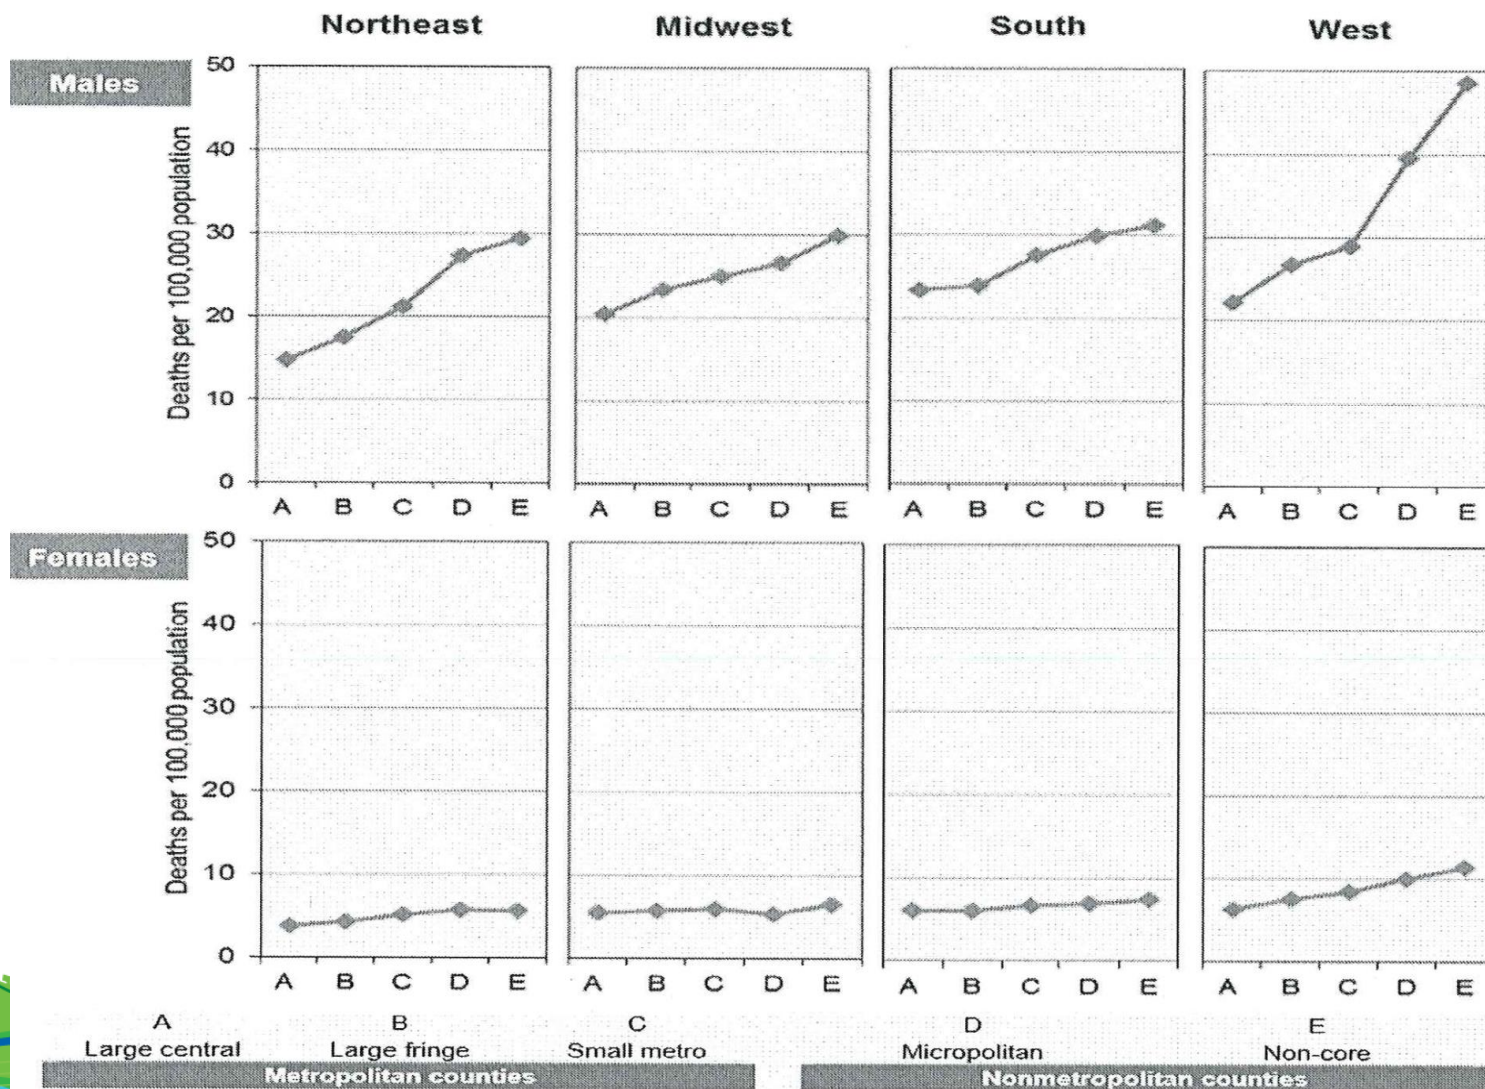 Northeast Midwest South West
Males
Deaths per 100,000 population
50
40
30
20
10
0
A B C D E A B C D E A B C D E A B C D E
Females
Deaths per 100,000 population
50
40
30
20
10
0
A B C D E A B C D E A B C D E A B C D E
A B C D E
Large central Large fringe Small metro Micropolitan Non-core
Metropolitan counties Nonmetropolitan counties